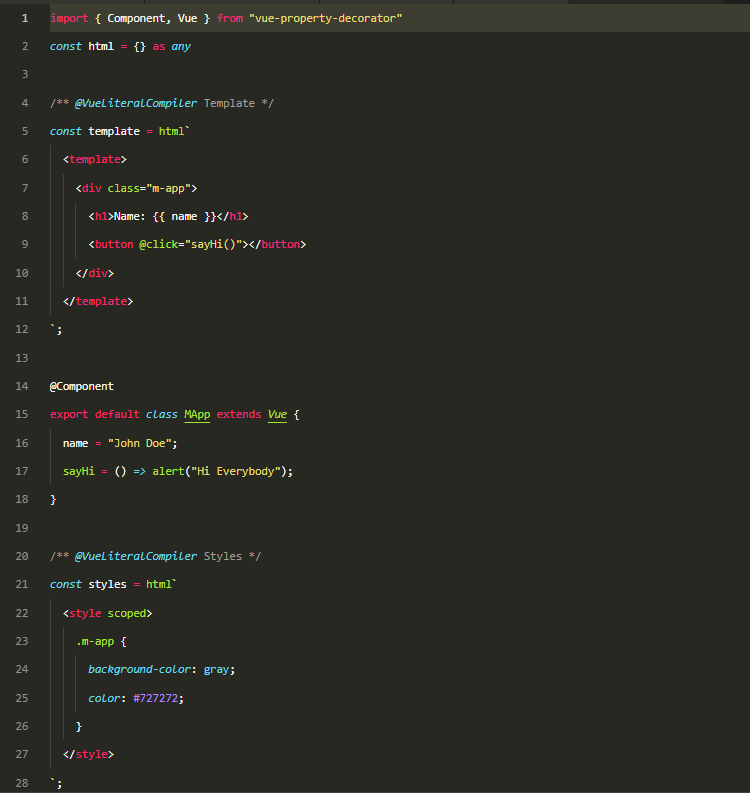 1 import { Component, Vue } from "vue-property-decorator"
2 const html = {} as any
3
4 /** @VueLiteralCompiler Template */
5 const template = html`
6 <template>
7 <div class="m-app">
8 <h1>Name: {{ name }}</h1>
9 <button @click="sayHi()"></button>
10 </div>
11 </template>
12 `;
13
14 @Component
15 export default class MApp extends Vue {
16 name = "John Doe";
17 sayHi = () => alert("Hi Everybody");
18 }
19
20 /** @VueLiteralCompiler Styles */
21 const styles = html`
22 <style scoped>
23 .m-app {
24 background-color: gray;
25 color: #727272;
26 }
27 </style>
28 `;